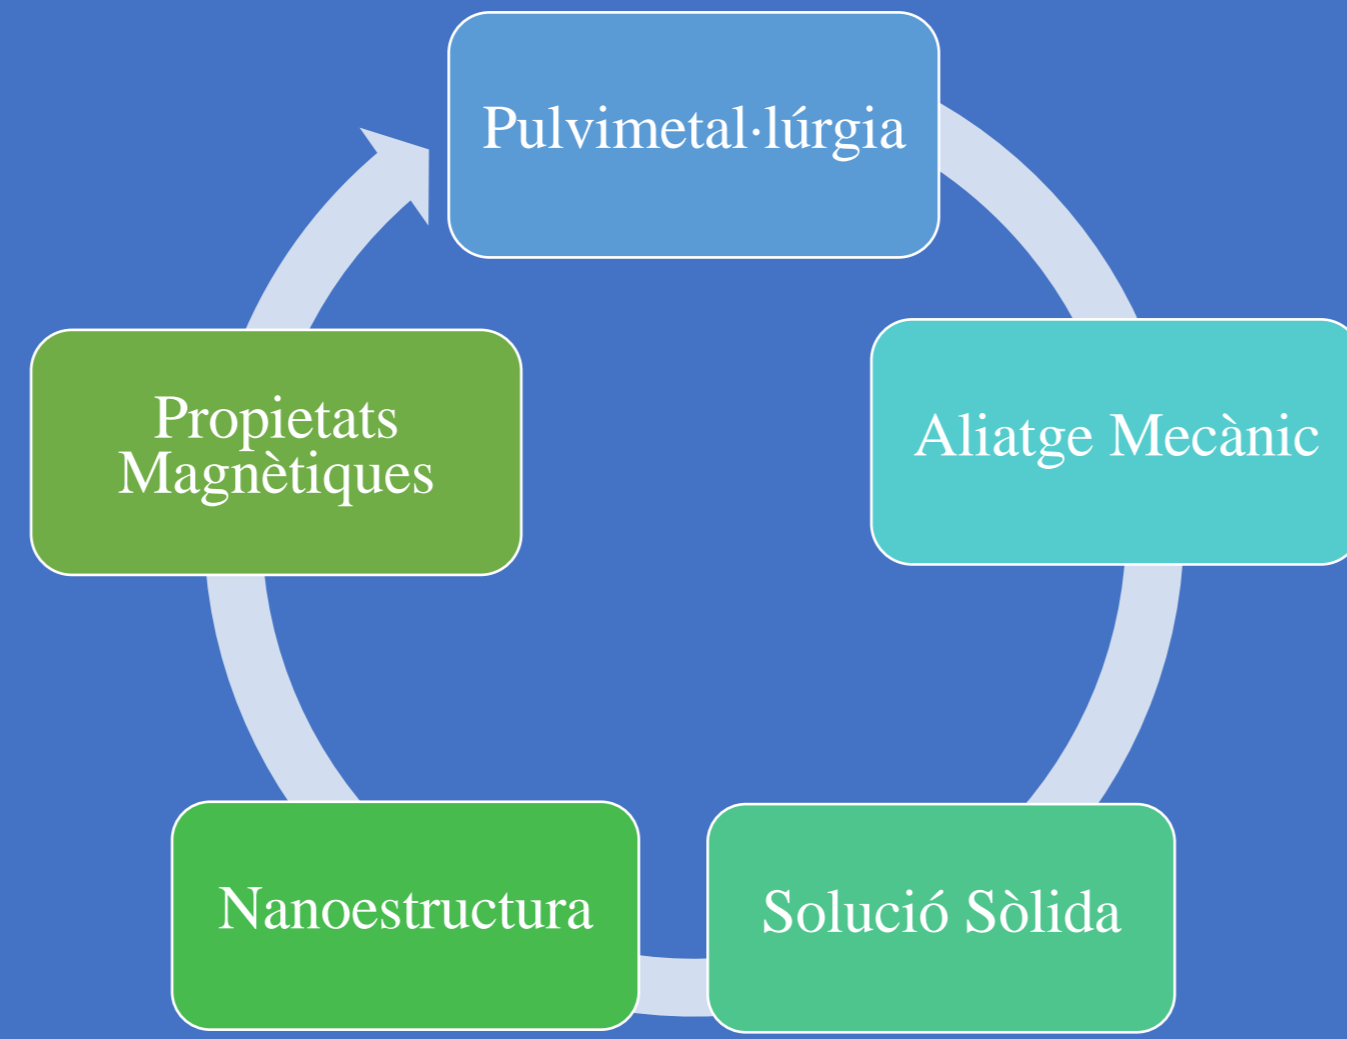 Pulvimetal·lúrgia
Aliatge Mecànic
Solució Sòlida
Nanoestructura
Propietats
Magnètiques